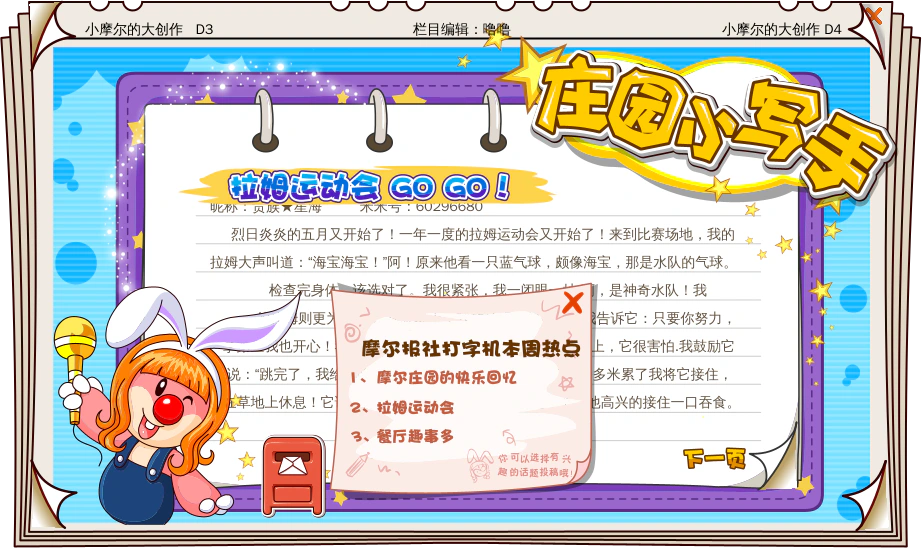 小摩尔的大创作 D3
栏目编辑：噜噜
小摩尔的大创作 D4
庄园小写手
拉姆运动会 GO GO！
昵称：贵族★星海 米米号：60296680
烈日炎炎的五月又开始了！一年一度的拉姆运动会又开始了！来到比赛场地，我的
拉姆大声叫道：“海宝海宝！”阿！原来他看一只蓝气球，颇像海宝，那是水队的气球。
检查完身体，该选对了。我很紧张，我一闭眼，
，是神奇水队！我
则更为
我告诉它：只要你努力，
我也开心！
上，它很害怕.我鼓励它
说：“跳完了，我给
多米累了我将它接住，
草地上休息！它
他高兴的接住一口吞食。
摩尔报社打字机本周热点
1、摩尔庄园的快乐回忆
2、拉姆运动会
3、餐厅趣事多
你可以选择有兴
趣的话题投稿哦！
下一页